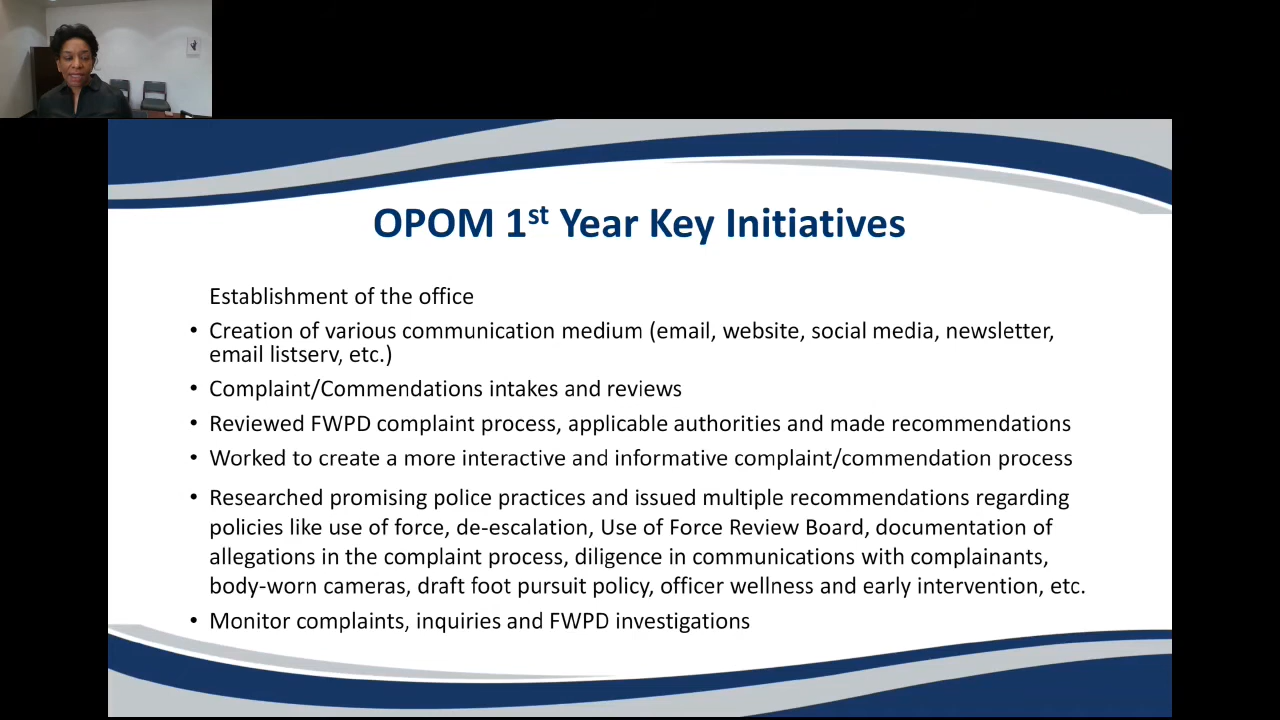 OPOM 1st Year Key Initiatives
Establishment of the office
• Creation of various communication medium (email, website, social media, newsletter,
email listserv, etc.)
• Complaint/Commendations intakes and reviews
• Reviewed FWPD complaint process, applicable authorities and made recommendations
• Worked to create a more interactive and informative complaint/commendation process
• Researched promising police practices and issued multiple recommendations regarding
policies like use of force, de-escalation, Use of Force Review Board, documentation of
allegations in the complaint process, diligence in communications with complainants,
body-worn cameras, draft foot pursuit policy, officer wellness and early intervention, etc.
• Monitor complaints, inquiries and FWPD investigations